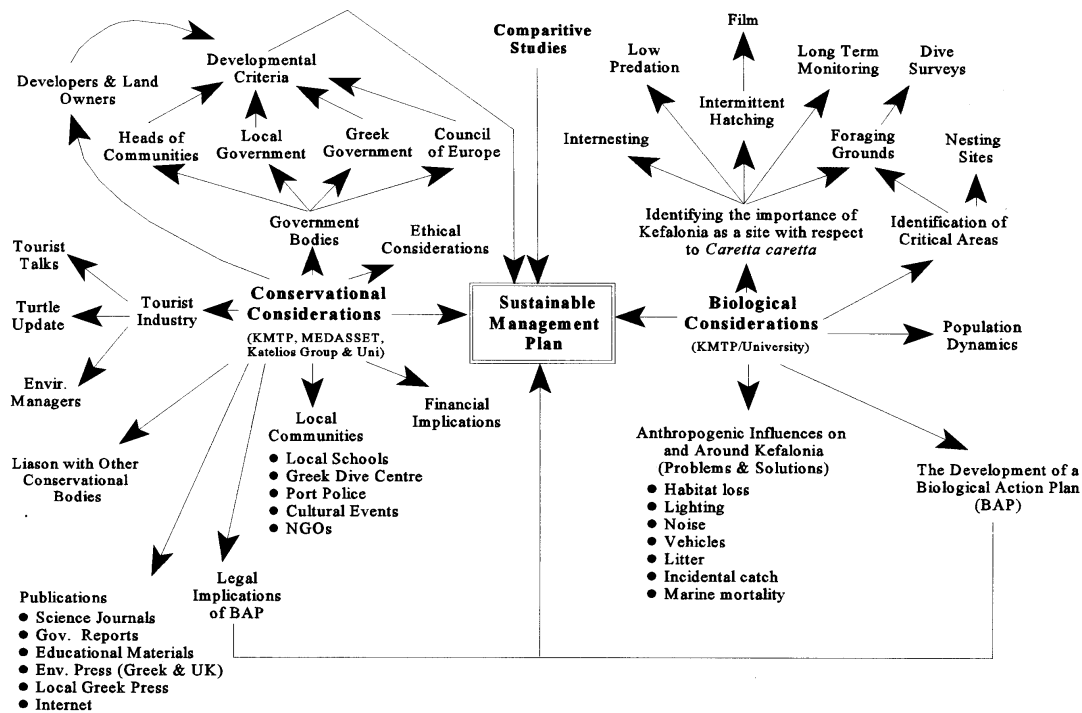 Comparitive
Studies
Film
Low
Predation
Long Term
Monitoring
Dive
Surveys
Developmental
Criteria
Developers & Land
Owners
Intermittent
Hatching
Heads of
Communities
Local
Government
Greek
Government
Council
of Europe
Internesting
Foraging
Grounds
Nesting
Sites
Government
Bodies
Ethical
Considerations
Identifying the importance of
Kefalonia as a site with respect
to Caretta caretta
Identification of
Critical Areas
Tourist
Talks
Turtle
Update
Tourist
Industry
Envir.
Managers
Conservational
Considerations
(KMTP, MEDASSET,
Katelios Group & Uni)
Sustainable
Management
Plan
Biological
Considerations
(KMTP/University)
Population
Dynamics
Financial
Implications
Local
Communities
● Local Schools
● Greek Dive Centre
● Port Police
● Cultural Events
● NGOs
Liason with Other
Conservational
Bodies
Anthropogenic Influences on
and Around Kefalonia
(Problems & Solutions)
● Habitat loss
● Lighting
● Noise
● Vehicles
● Litter
● Incidental catch
● Marine mortality
The Development of a
Biological Action Plan
(BAP)
Legal
Implications
of BAP
Publications
● Science Journals
● Gov. Reports
● Educational Materials
● Env. Press (Greek & UK)
● Local Greek Press
● Internet